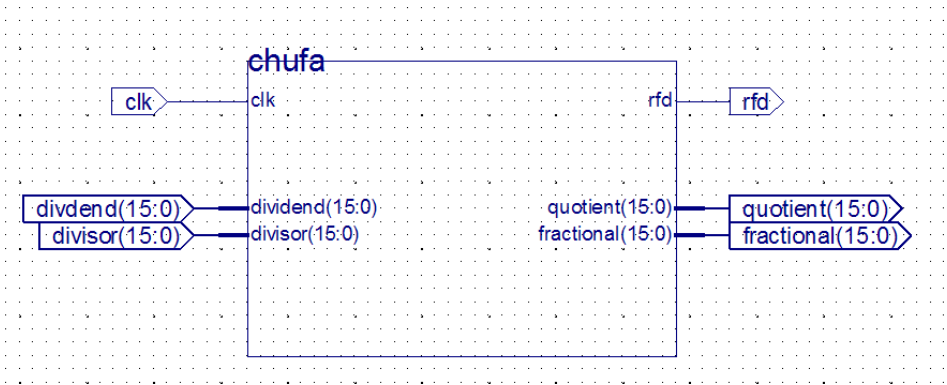 chufa
clk clk rfd rfd
divdend(15:0) dividend(15:0) quotient(15:0) quotient(15:0)
divisor(15:0) divisor(15:0) fractional(15:0) fractional(15:0)